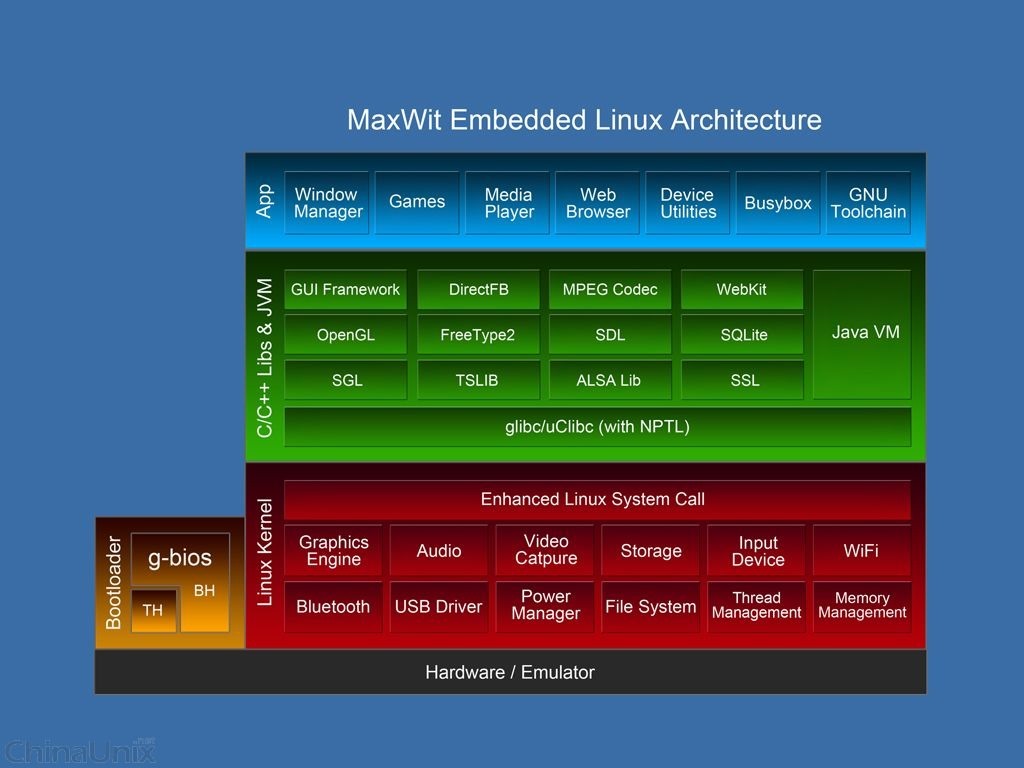 MaxWit Embedded Linux Architecture
App
Window
Manager
Games
Media
Player
Web
Browser
Device
Utilities
Busybox
GNU
Toolchain
C/C++ Libs & JVM
GUI Framework
DirectFB
MPEG Codec
WebKit
OpenGL
FreeType2
SDL
SQLite
Java VM
SGL
TSLIB
ALSA Lib
SSL
glibc/uClibc (with NPTL)
Linux Kernel
Enhanced Linux System Call
Graphics
Engine
Audio
Video
Catpure
Storage
Input
Device
WiFi
Bluetooth
USB Driver
Power
Manager
File System
Thread
Management
Memory
Management
Bootloader
g-bios
BH
TH
Hardware / Emulator
ChinaUnix
.net